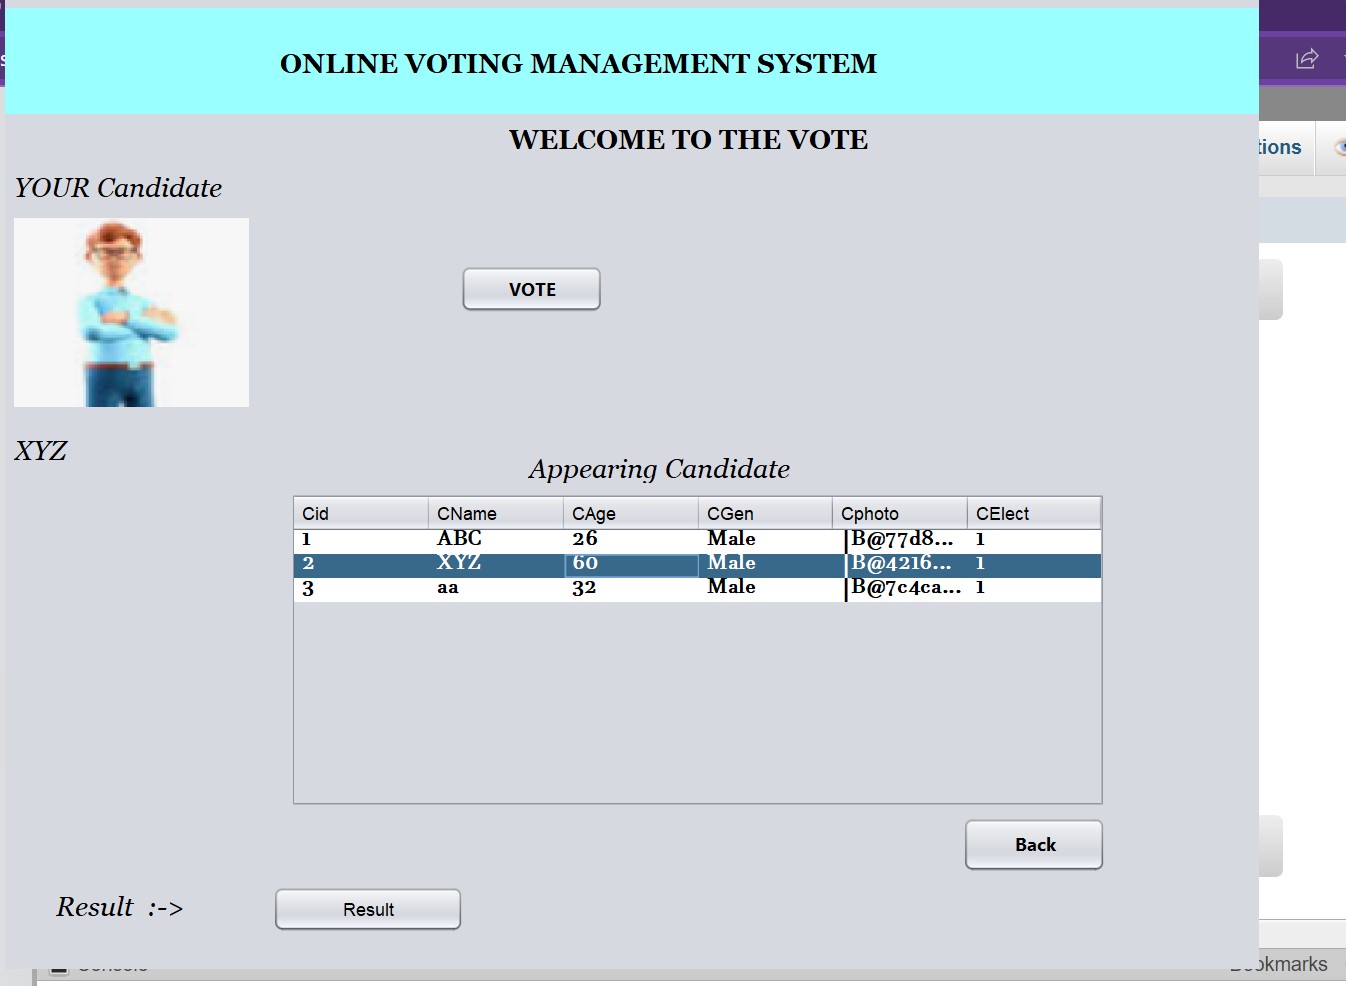 ONLINE VOTING MANAGEMENT SYSTEM
tions
WELCOME TO THE VOTE
YOUR Candidate
VOTE
XYZ
Appearing Candidate
Cid CName CAge CGen Cphoto CElect
1 ABC 26 Male [B@77d8... 1
2 XYZ 60 Male [B@4216... 1
3 aa 32 Male [B@7c4ca... 1
Back
Result :->
Result
Bookmarks